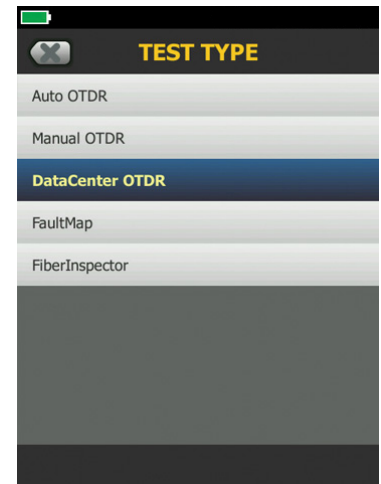 TEST TYPE
Auto OTDR
Manual OTDR
DataCenter OTDR
FaultMap
FiberInspector